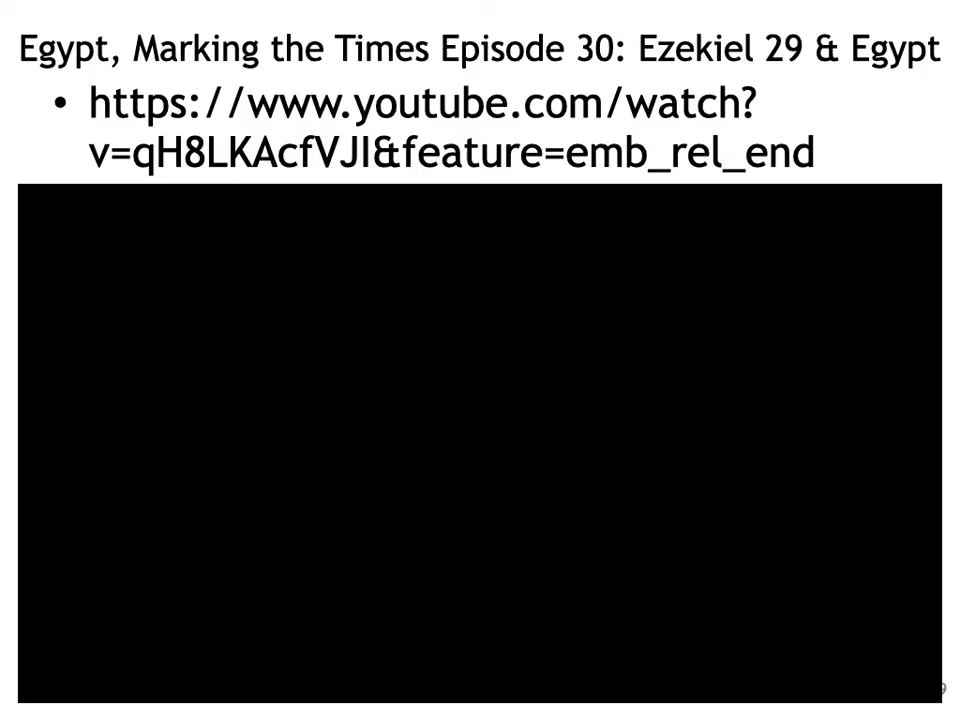 Egypt, Marking the Times Episode 30: Ezekiel 29 & Egypt
• https://www.youtube.com/watch?
v=qH8LKAcfVJI&feature=emb_rel_end